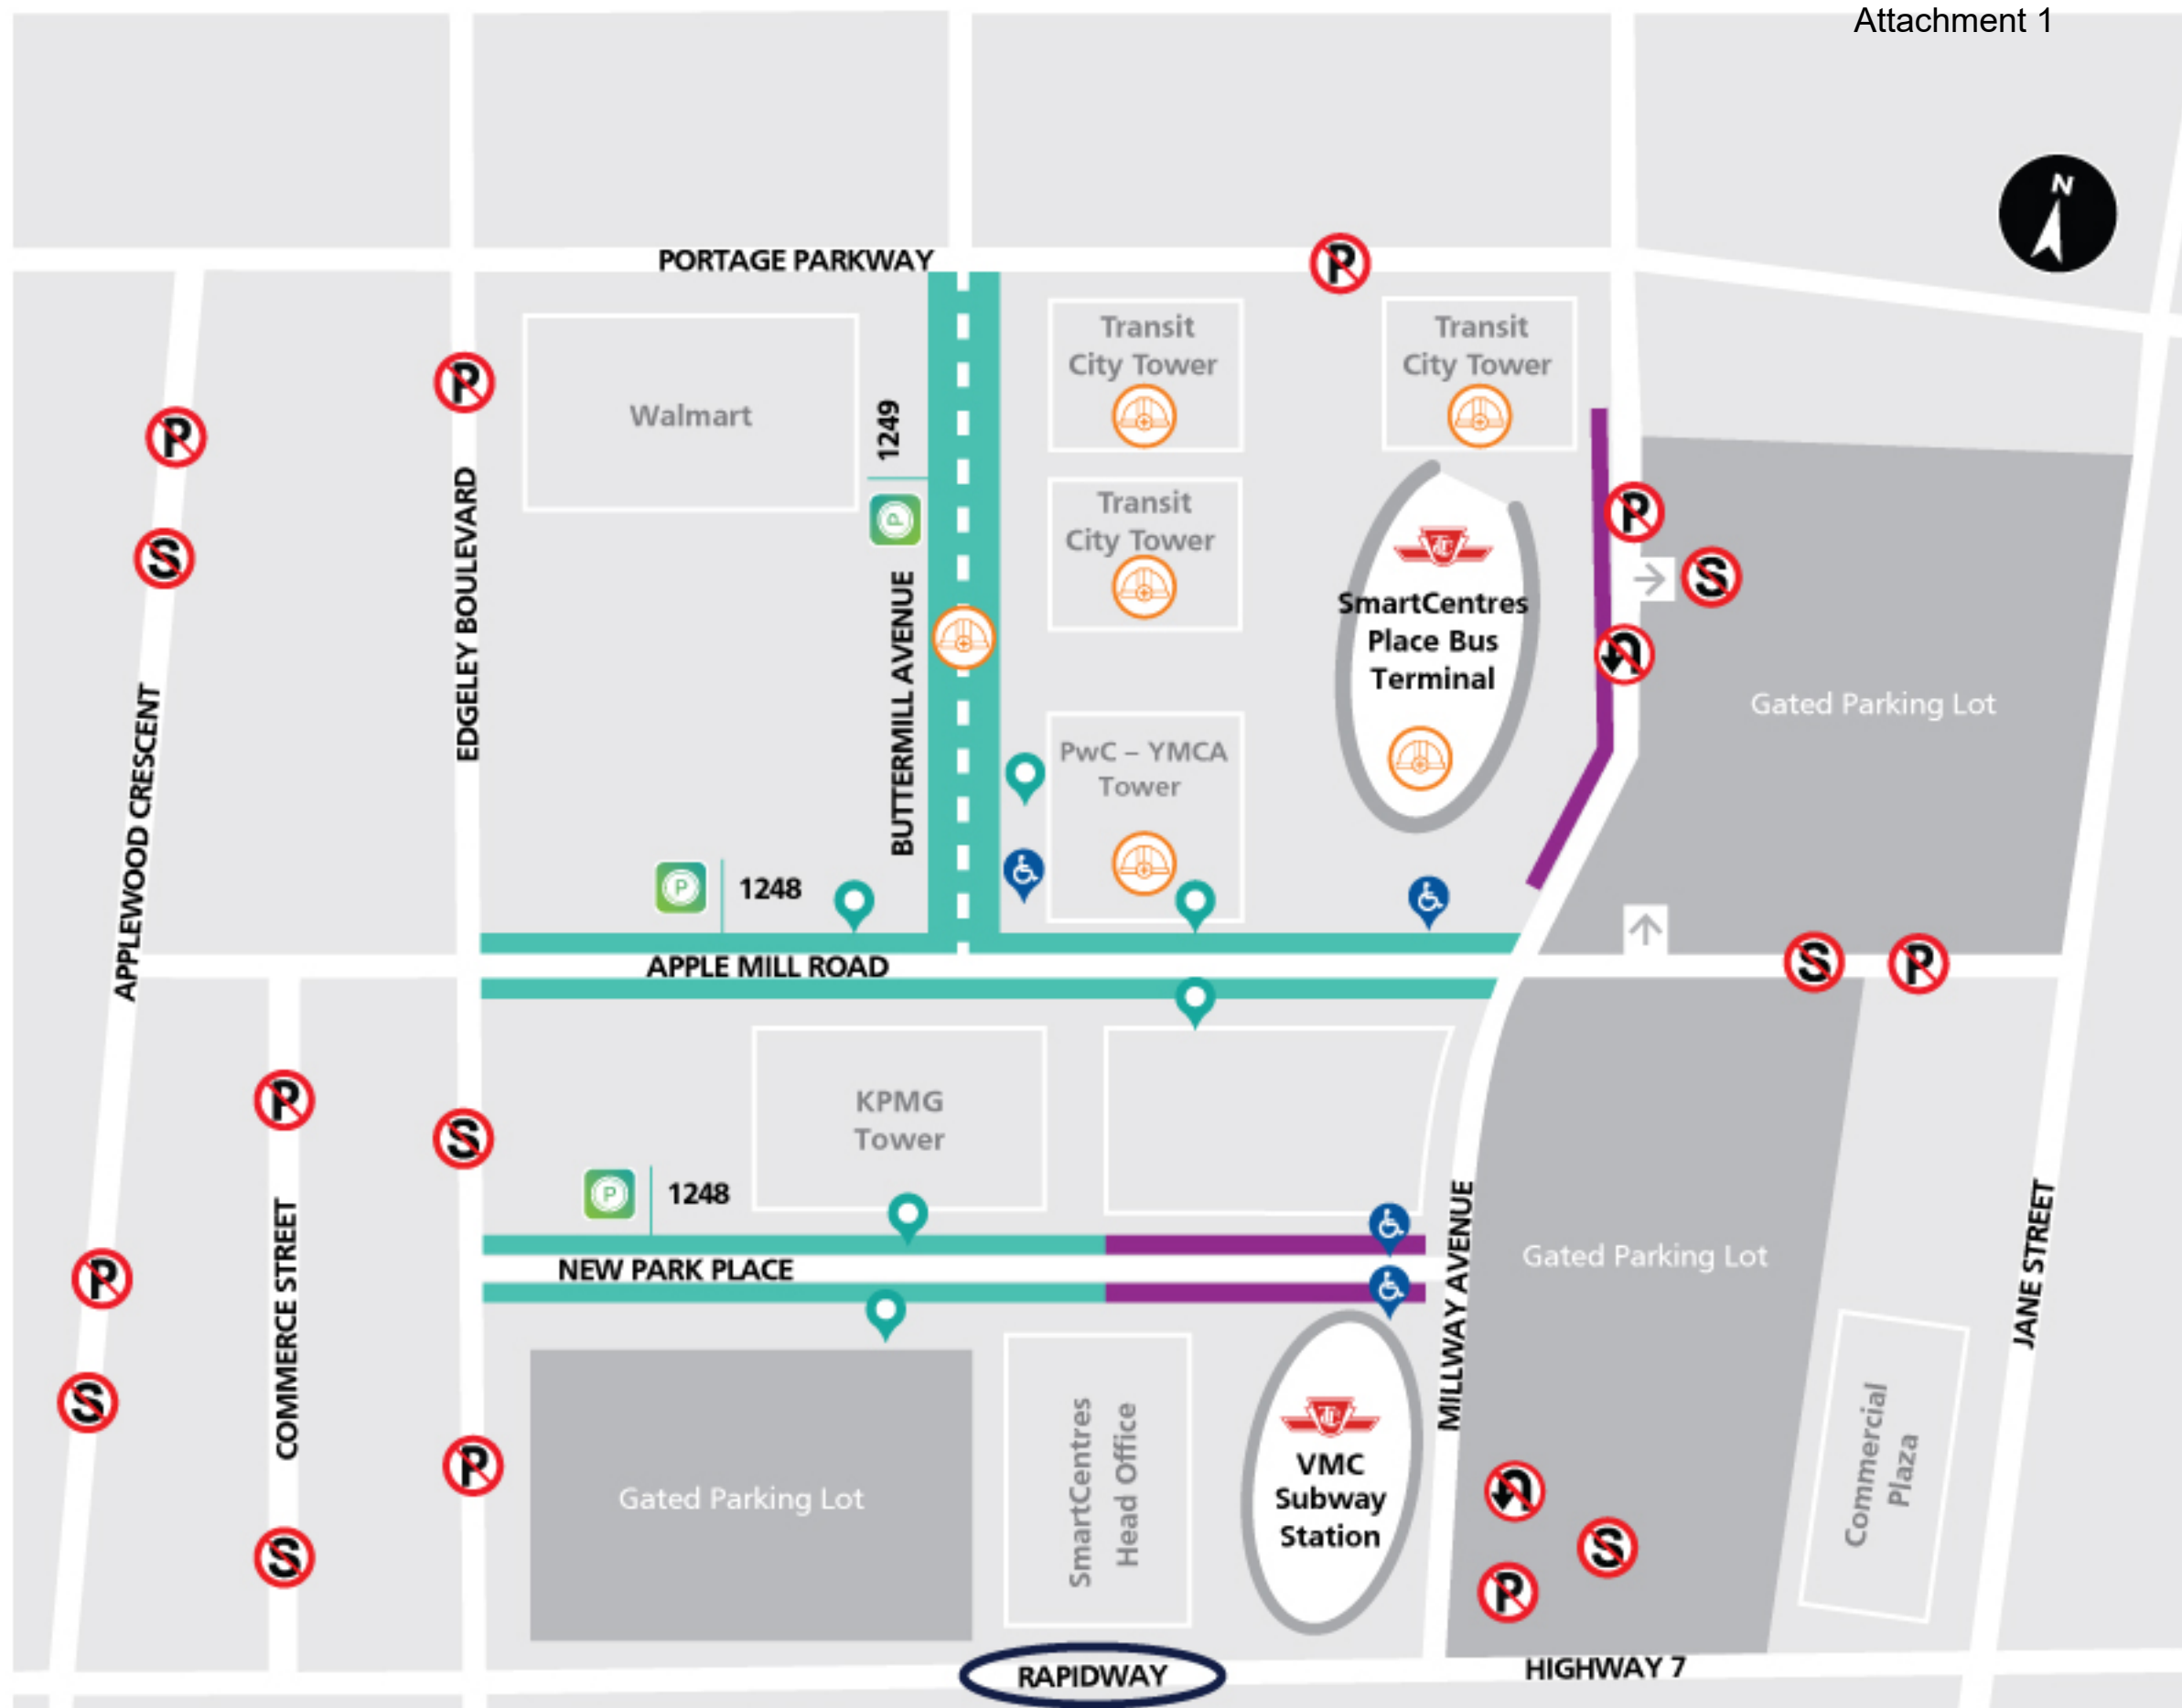 Attachment 1
N
PORTAGE PARKWAY
P
Transit
City Tower
Transit
City Tower
P
Walmart
1249
P
P
Transit
City Tower
P
TTC
SmartCentres
Place Bus
Terminal
S
S
EDGELEY BOULEVARD
BUTTERMILL AVENUE
Gated Parking Lot
APPLEWOOD CRESCENT
PwC – YMCA
Tower
P
1248
APPLE MILL ROAD
S
P
KPMG
Tower
P
S
P
1248
NEW PARK PLACE
Gated Parking Lot
P
COMMERCE STREET
MILLWAY AVENUE
JANE STREET
S
P
Gated Parking Lot
SmartCentres
Head Office
TTC
VMC
Subway
Station
Commercial
Plaza
S
S
P
RAPIDWAY
HIGHWAY 7